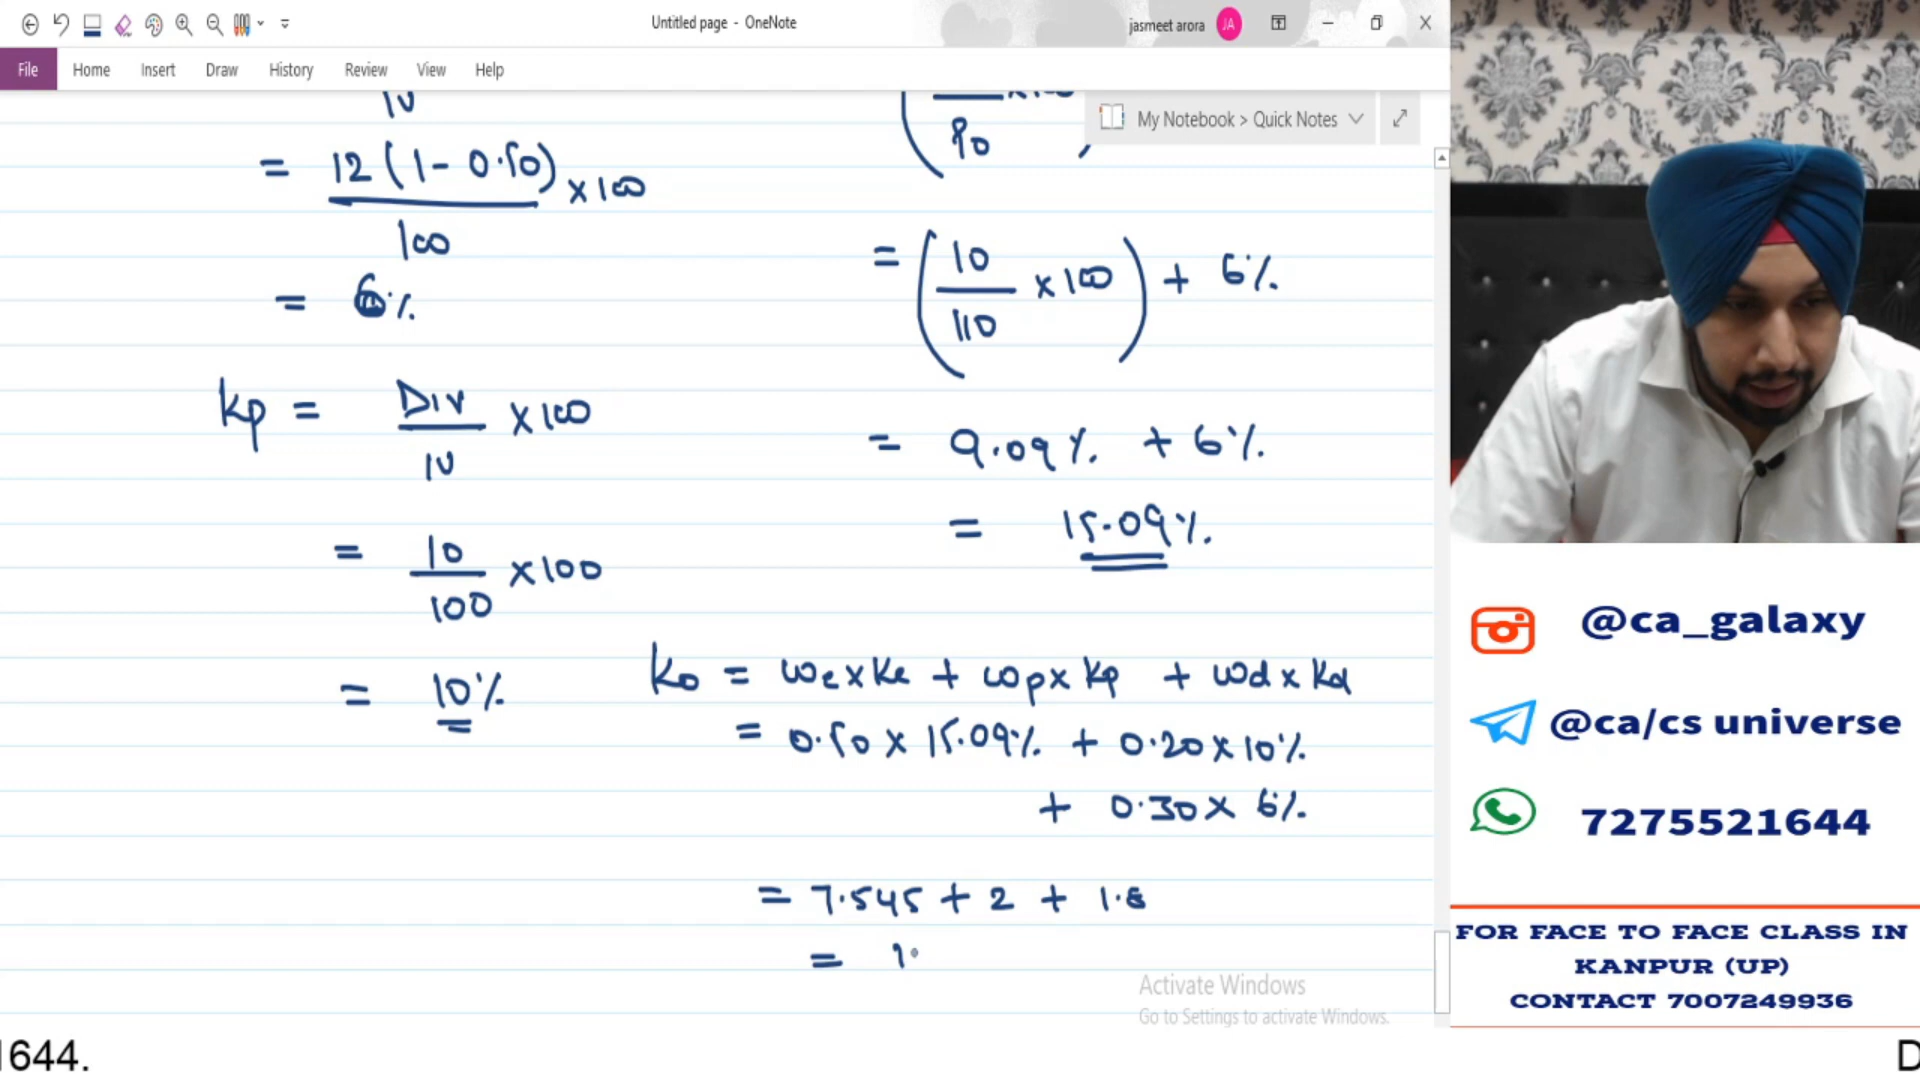 Untitled page - OneNote
jasmeet arora
JA
File Home Insert Draw History Review View Help
My Notebook > Quick Notes
IV
= 12 (1 - 0.50) × 100
100
= 6%
Kp = Div × 100
IV
= 10 × 100
100
= 10%
90
= ( 10 × 100 ) + 6%
110
= 9.09% + 6%
= 15.09%
Ko = We x Ke + Wp x Kp + Wd x Kd
= 0.50 x 15.09% + 0.20 x 10%
+ 0.30 x 6%
= 7.545 + 2 + 1.8
= 1
Activate Windows
Go to Settings to activate Windows.
@ca_galaxy
@ca/cs universe
7275521644
FOR FACE TO FACE CLASS IN
KANPUR (UP)
CONTACT 7007249936
1644.
D